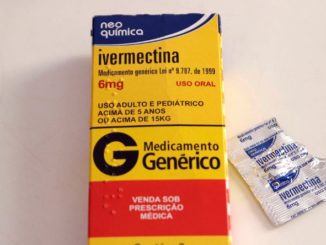 neo
química
ivermectina
Medicamento genérico Lei nº 9.787, de 1999
6mg
USO ORAL
USO ADULTO E PEDIÁTRICO
ACIMA DE 5 ANOS
OU ACIMA DE 15KG
G Medicamento
Genérico
VENDA SOB
PRESCRIÇÃO
MÉDICA
ivermectina
6mg